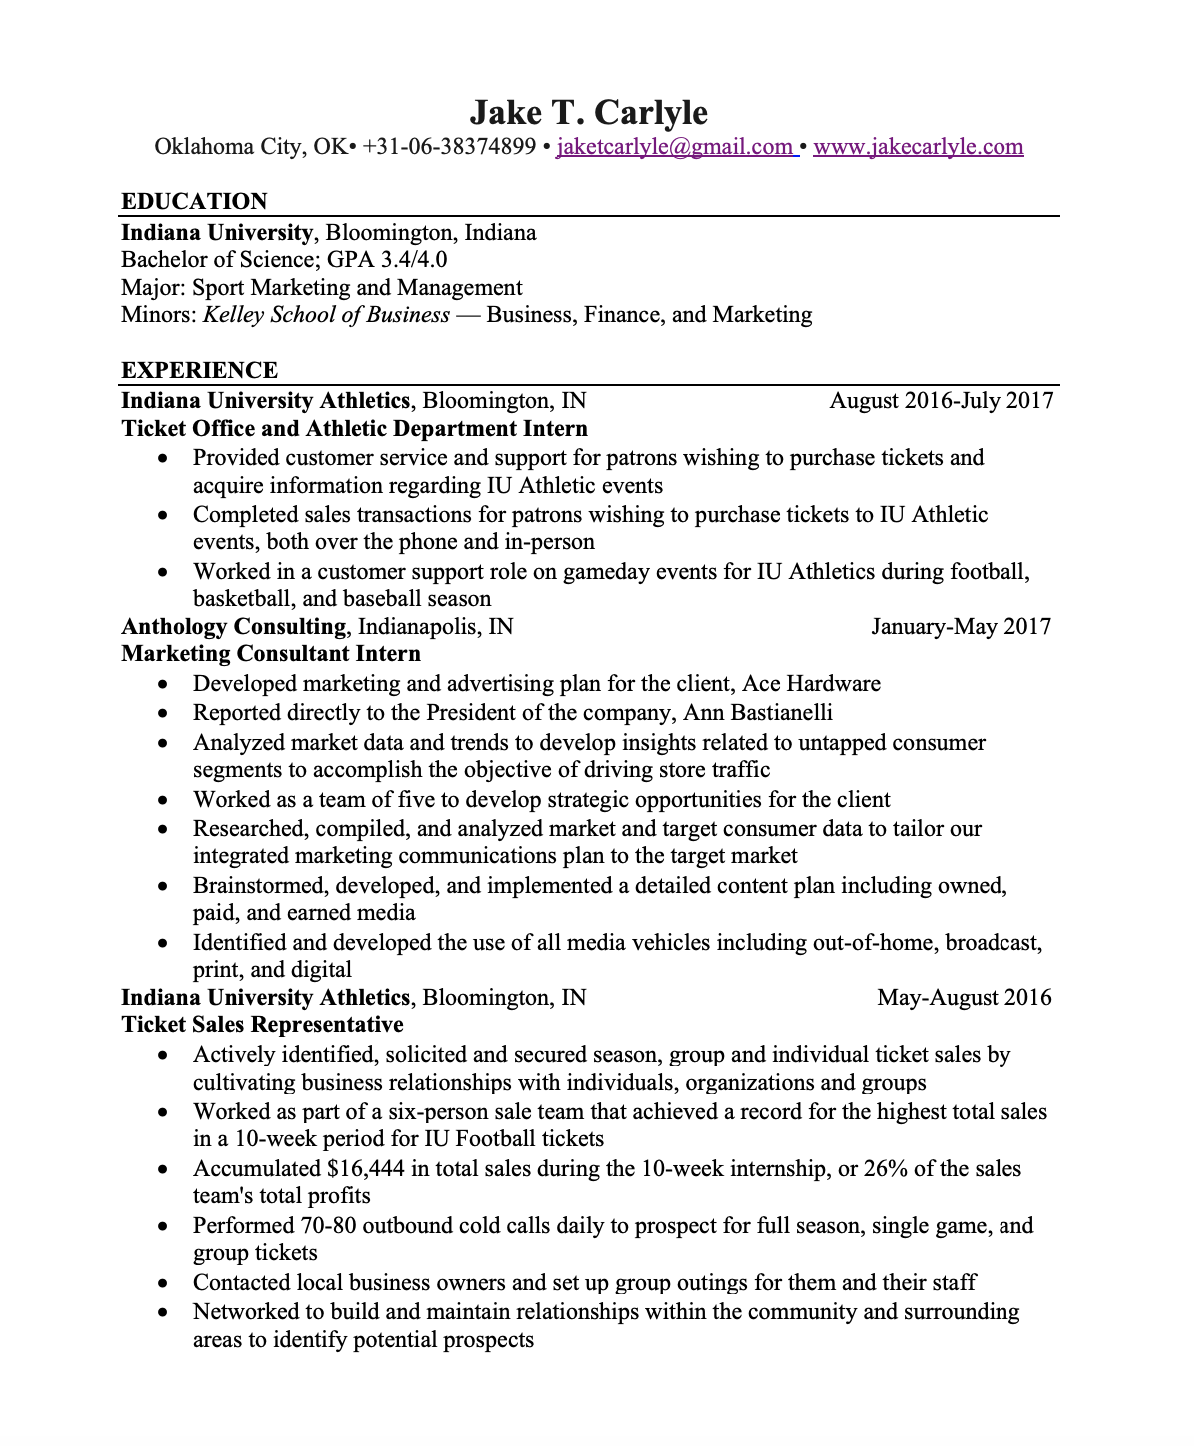 Jake T. Carlyle
Oklahoma City, OK• +31-06-38374899 • jaketcarlyle@gmail.com • www.jakecarlyle.com
EDUCATION
Indiana University, Bloomington, Indiana
Bachelor of Science; GPA 3.4/4.0
Major: Sport Marketing and Management
Minors: Kelley School of Business — Business, Finance, and Marketing
EXPERIENCE
Indiana University Athletics, Bloomington, IN August 2016-July 2017
Ticket Office and Athletic Department Intern
• Provided customer service and support for patrons wishing to purchase tickets and
acquire information regarding IU Athletic events
• Completed sales transactions for patrons wishing to purchase tickets to IU Athletic
events, both over the phone and in-person
• Worked in a customer support role on gameday events for IU Athletics during football,
basketball, and baseball season
Anthology Consulting, Indianapolis, IN January-May 2017
Marketing Consultant Intern
• Developed marketing and advertising plan for the client, Ace Hardware
• Reported directly to the President of the company, Ann Bastianelli
• Analyzed market data and trends to develop insights related to untapped consumer
segments to accomplish the objective of driving store traffic
• Worked as a team of five to develop strategic opportunities for the client
• Researched, compiled, and analyzed market and target consumer data to tailor our
integrated marketing communications plan to the target market
• Brainstormed, developed, and implemented a detailed content plan including owned,
paid, and earned media
• Identified and developed the use of all media vehicles including out-of-home, broadcast,
print, and digital
Indiana University Athletics, Bloomington, IN May-August 2016
Ticket Sales Representative
• Actively identified, solicited and secured season, group and individual ticket sales by
cultivating business relationships with individuals, organizations and groups
• Worked as part of a six-person sale team that achieved a record for the highest total sales
in a 10-week period for IU Football tickets
• Accumulated $16,444 in total sales during the 10-week internship, or 26% of the sales
team's total profits
• Performed 70-80 outbound cold calls daily to prospect for full season, single game, and
group tickets
• Contacted local business owners and set up group outings for them and their staff
• Networked to build and maintain relationships within the community and surrounding
areas to identify potential prospects